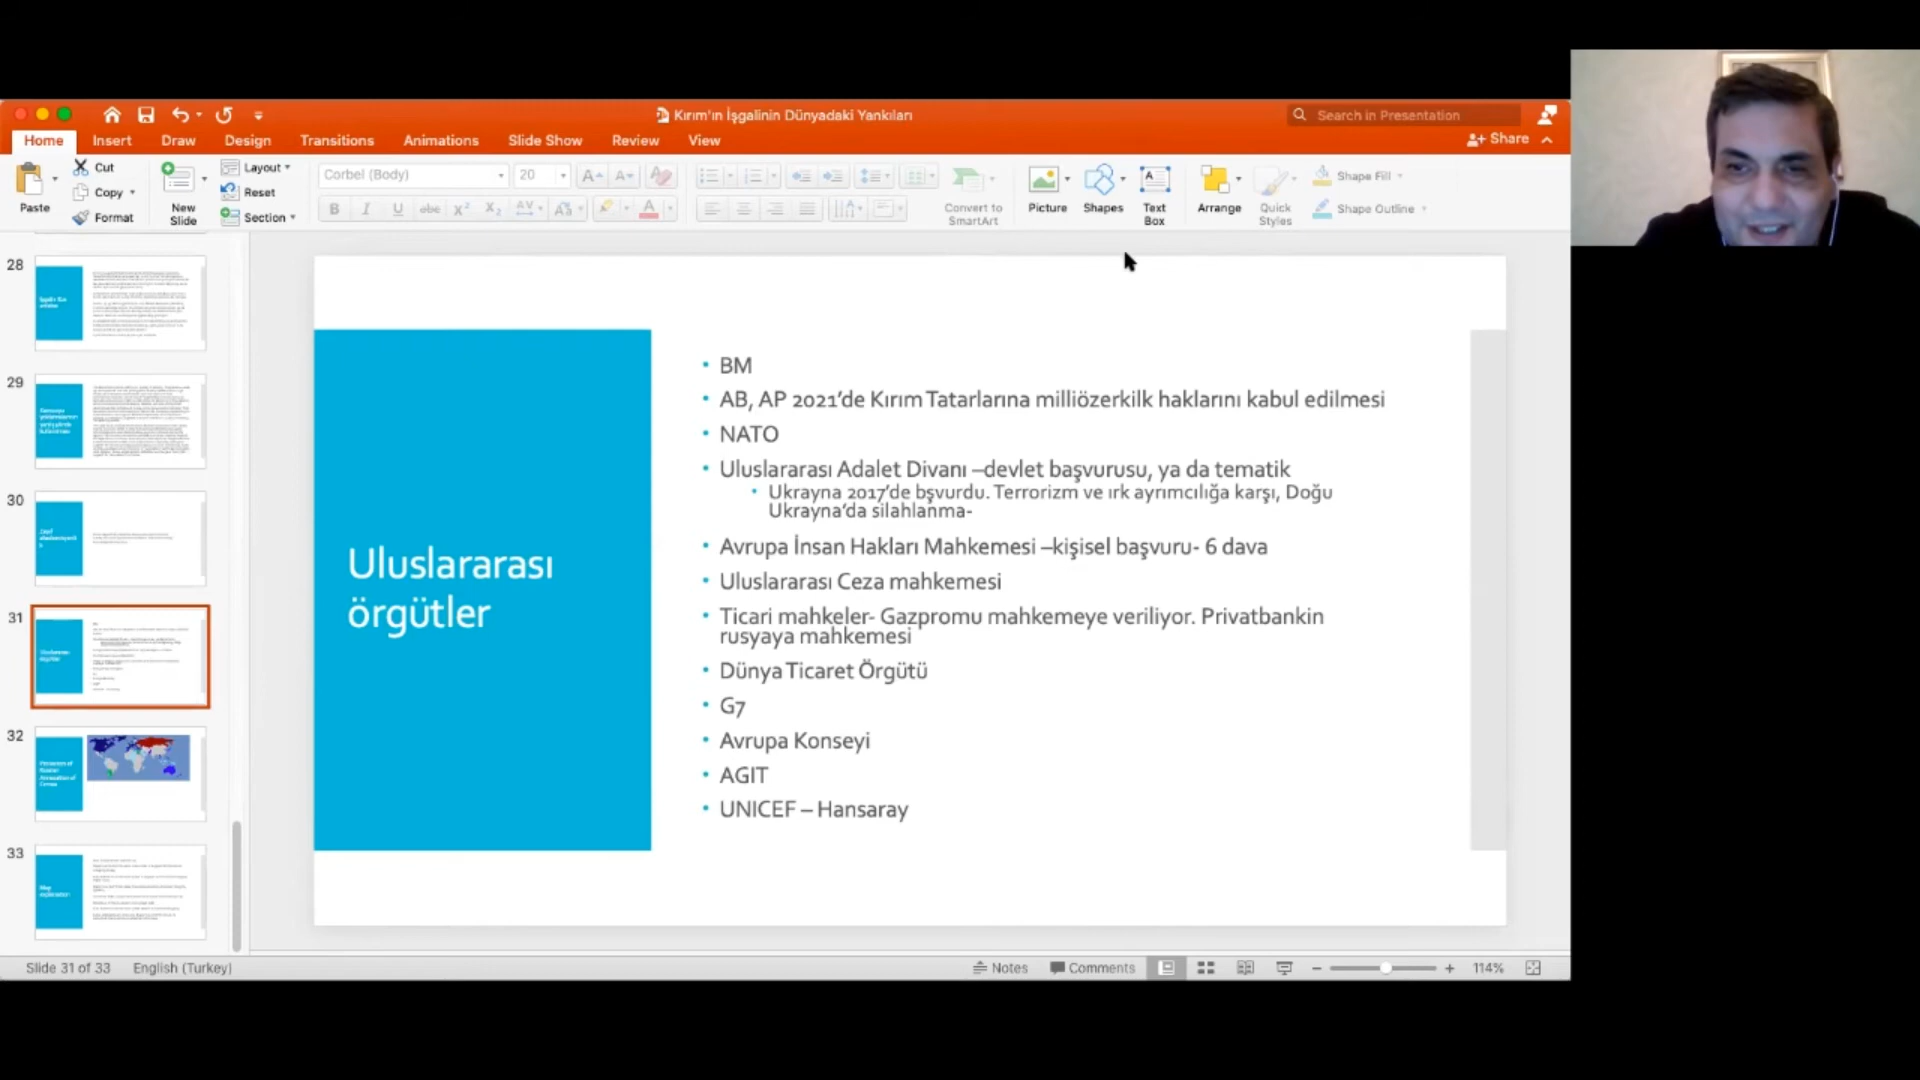 Kırım'ın İşgalinin Dünyadaki Yankıları
Search in Presentation
Home
Insert
Draw
Design
Transitions
Animations
Slide Show
Review
View
Share
Paste
Cut
Copy
Format
New
Slide
Layout
Reset
Section
Corbel (Body)
20
Convert to
SmartArt
Picture
Shapes
Text
Box
Arrange
Quick
Styles
Shape Fill
Shape Outline
28
29
30
31
32
33
Uluslararası
örgütler
• BM
• AB, AP 2021'de Kırım Tatarlarına milliözerkilk haklarını kabul edilmesi
• NATO
• Uluslararası Adalet Divanı –devlet başvurusu, ya da tematik
• Ukrayna 2017'de bşvurdu. Terrorizm ve ırk ayrımcılığa karşı, Doğu
Ukrayna'da silahlanma-
• Avrupa İnsan Hakları Mahkemesi –kişisel başvuru- 6 dava
• Uluslararası Ceza mahkemesi
• Ticari mahkeler- Gazpromu mahkemeye veriliyor. Privatbankin
rusyaya mahkemesi
• Dünya Ticaret Örgütü
• G7
• Avrupa Konseyi
• AGIT
• UNICEF – Hansaray
Slide 31 of 33
English (Turkey)
Notes
Comments
114%